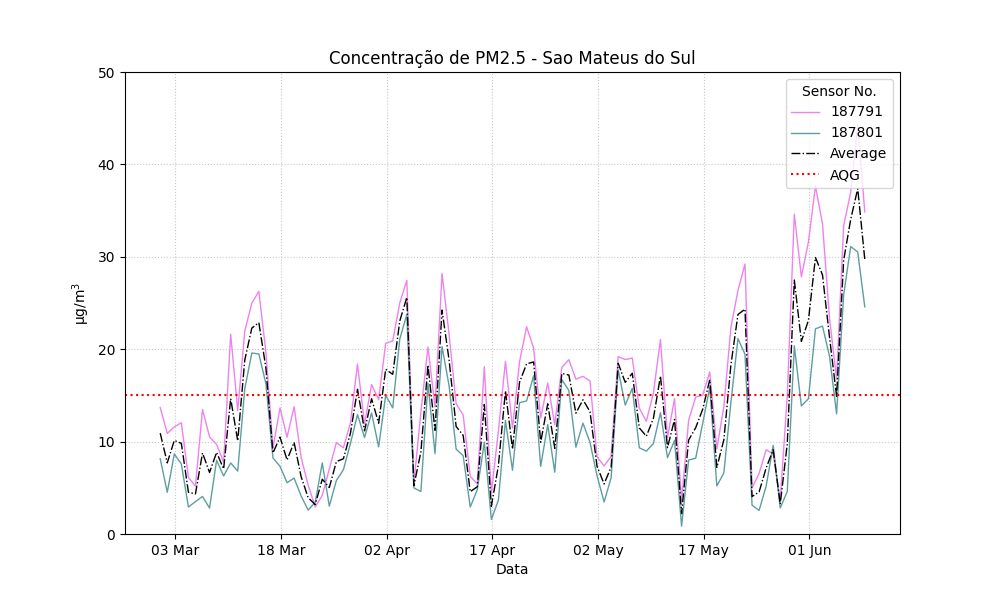 Concentração de PM2.5 - Sao Mateus do Sul
50
40
30
20
10
0
µg/m³
Sensor No.
187791
187801
Average
AQG
03 Mar
18 Mar
02 Apr
17 Apr
02 May
17 May
01 Jun
Data